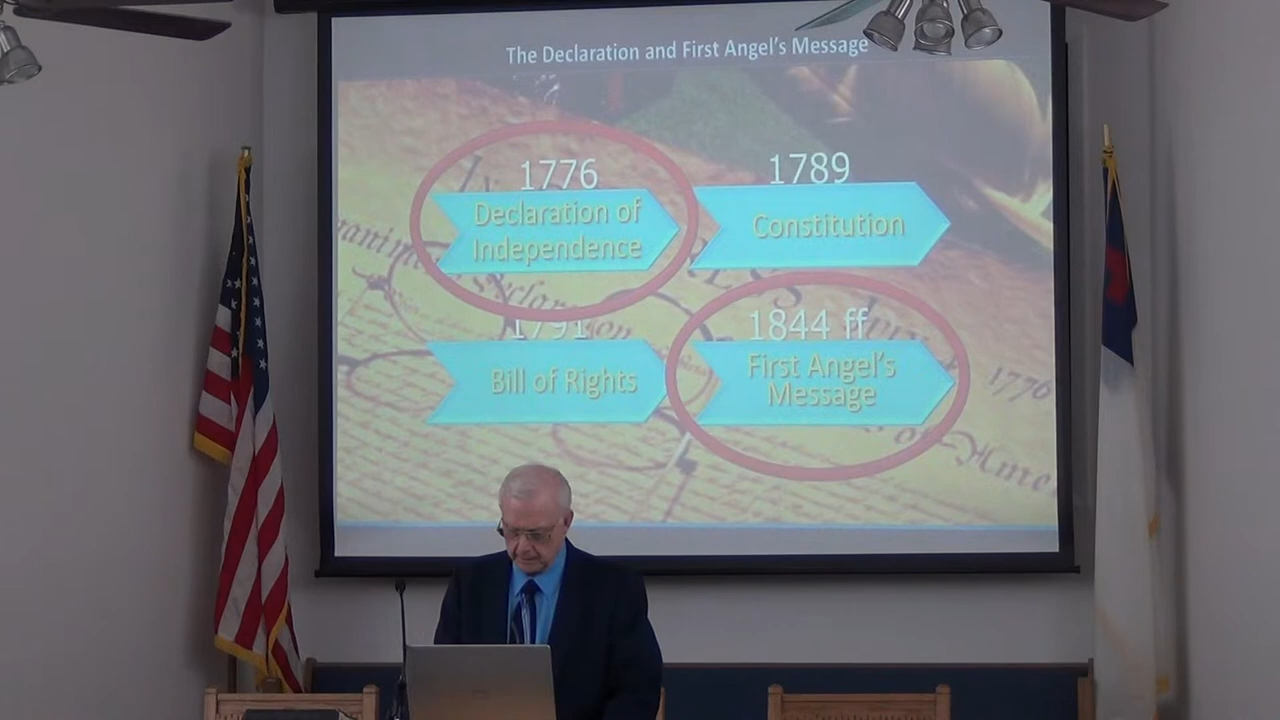 The Declaration and First Angel's Message
1776
Declaration of
Independence
1789
Constitution
1791
Bill of Rights
1844 ff
First Angel's
Message
1776